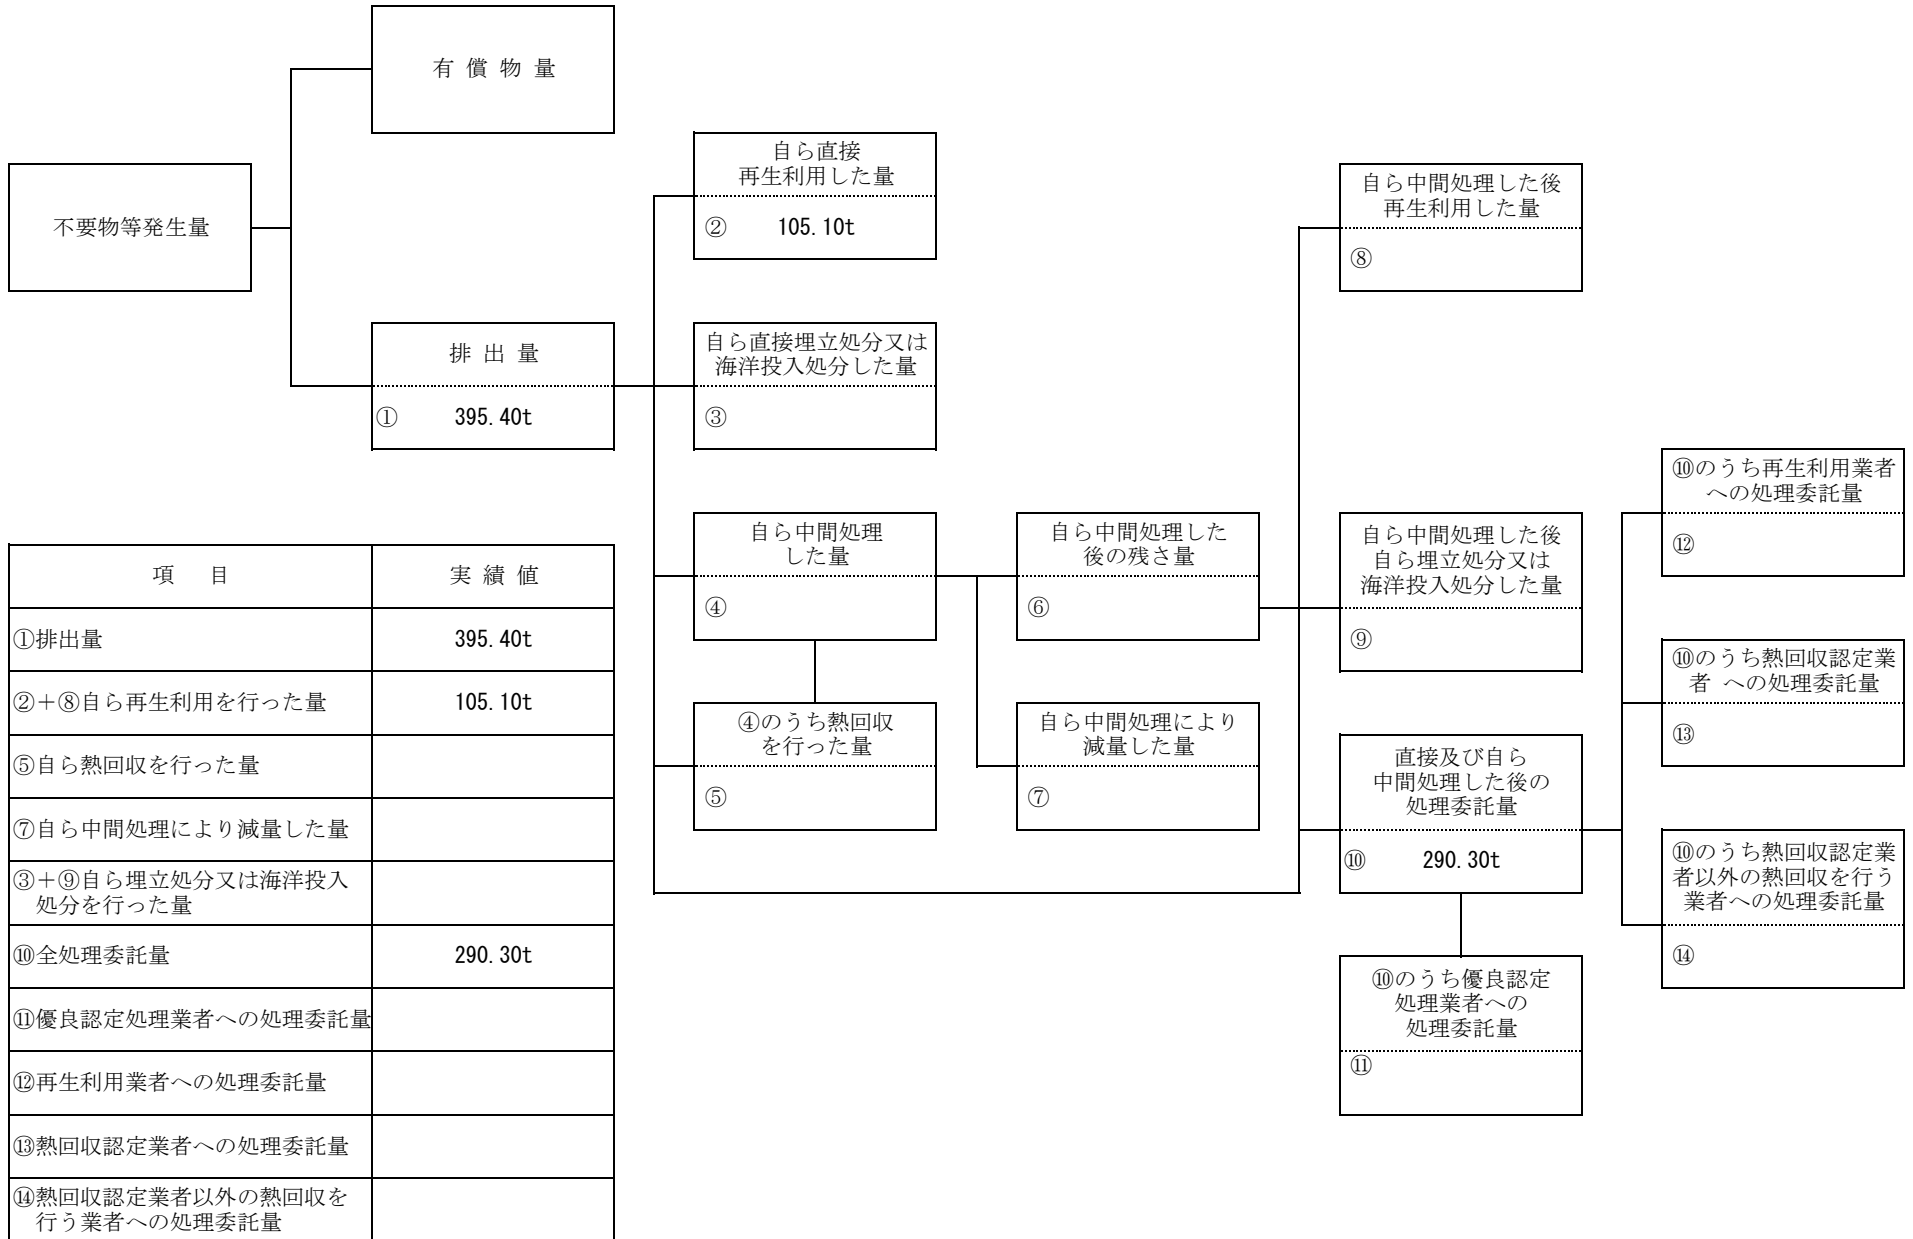 有 償 物 量
不要物等発生量
排 出 量
① 395.40t
自ら直接
再生利用した量
② 105.10t
自ら直接埋立処分又は
海洋投入処分した量
③
自ら中間処理
した量
④
④のうち熱回収
を行った量
⑤
自ら中間処理した
後の残さ量
⑥
自ら中間処理により
減量した量
⑦
自ら中間処理した後
再生利用した量
⑧
自ら中間処理した後
自ら埋立処分又は
海洋投入処分した量
⑨
直接及び自ら
中間処理した後の
処理委託量
⑩ 290.30t
⑩のうち優良認定
処理業者への
処理委託量
⑪
⑩のうち再生利用業者
への処理委託量
⑫
⑩のうち熱回収認定業
者 への処理委託量
⑬
⑩のうち熱回収認定業
者以外の熱回収を行う
業者への処理委託量
⑭
項 目 実 績 値
①排出量 395.40t
②＋⑧自ら再生利用を行った量 105.10t
⑤自ら熱回収を行った量
⑦自ら中間処理により減量した量
③＋⑨自ら埋立処分又は海洋投入
処分を行った量
⑩全処理委託量 290.30t
⑪優良認定処理業者への処理委託量
⑫再生利用業者への処理委託量
⑬熱回収認定業者への処理委託量
⑭熱回収認定業者以外の熱回収を
行う業者への処理委託量